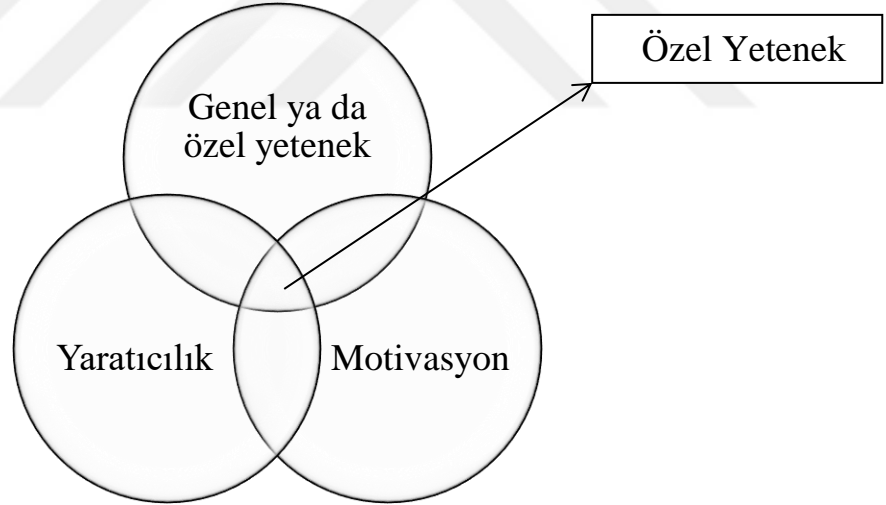 Özel Yetenek
Genel ya da
özel yetenek
Yaratıcılık
Motivasyon